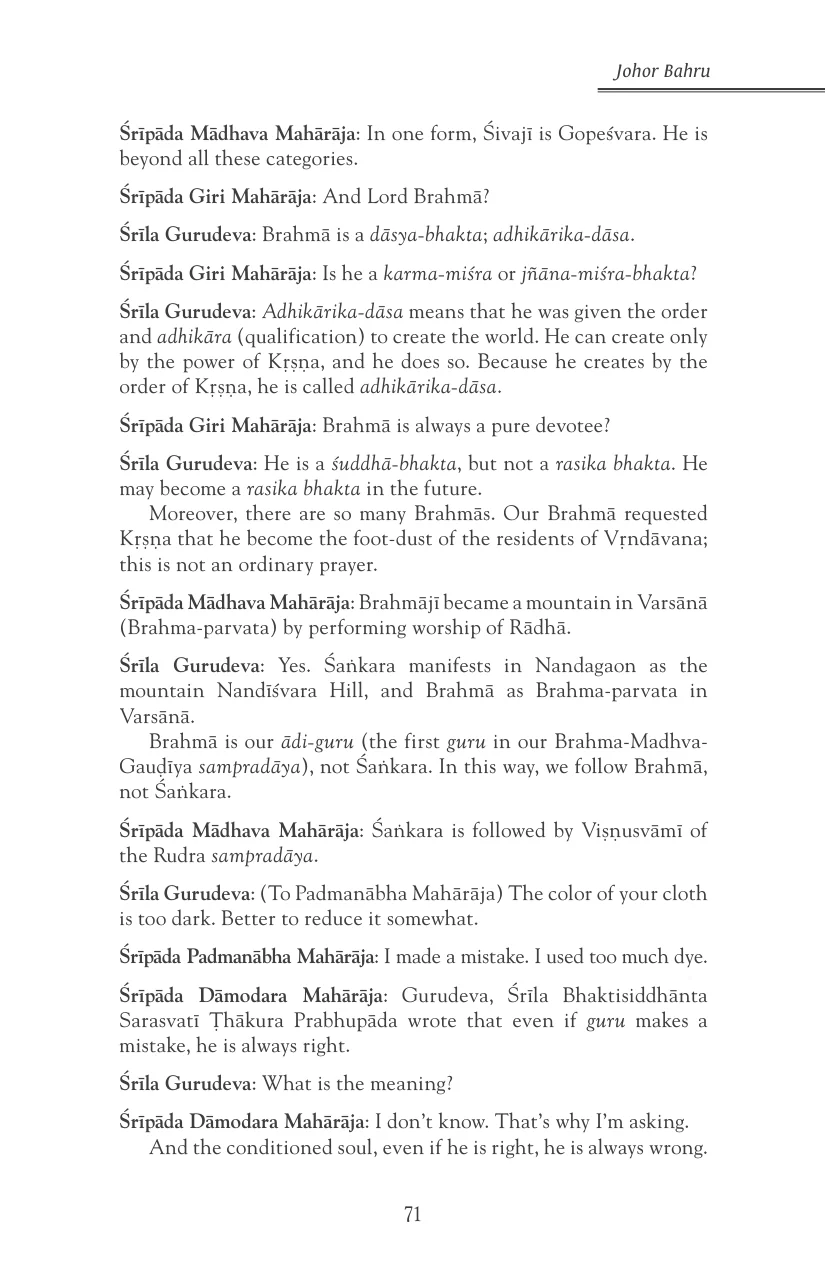 Johor Bahru
Śrīpāda Mādhava Mahārāja: In one form, Śivajī is Gopeśvara. He is
beyond all these categories.
Śrīpāda Giri Mahārāja: And Lord Brahmā?
Śrīla Gurudeva: Brahmā is a dāsya-bhakta; adhikārika-dāsa.
Śrīpāda Giri Mahārāja: Is he a karma-miśra or jñāna-miśra-bhakta?
Śrīla Gurudeva: Adhikārika-dāsa means that he was given the order
and adhikāra (qualification) to create the world. He can create only
by the power of Kṛṣṇa, and he does so. Because he creates by the
order of Kṛṣṇa, he is called adhikārika-dāsa.
Śrīpāda Giri Mahārāja: Brahmā is always a pure devotee?
Śrīla Gurudeva: He is a śuddhā-bhakta, but not a rasika bhakta. He
may become a rasika bhakta in the future.
Moreover, there are so many Brahmās. Our Brahmā requested
Kṛṣṇa that he become the foot-dust of the residents of Vṛndāvana;
this is not an ordinary prayer.
Śrīpāda Mādhava Mahārāja: Brahmājī became a mountain in Varsānā
(Brahma-parvata) by performing worship of Rādhā.
Śrīla Gurudeva: Yes. Śaṅkara manifests in Nandagaon as the
mountain Nandīśvara Hill, and Brahmā as Brahma-parvata in
Varsānā.
Brahmā is our ādi-guru (the first guru in our Brahma-Madhva-
Gauḍīya sampradāya), not Śaṅkara. In this way, we follow Brahmā,
not Śaṅkara.
Śrīpāda Mādhava Mahārāja: Śaṅkara is followed by Viṣṇusvāmī of
the Rudra sampradāya.
Śrīla Gurudeva: (To Padmanābha Mahārāja) The color of your cloth
is too dark. Better to reduce it somewhat.
Śrīpāda Padmanābha Mahārāja: I made a mistake. I used too much dye.
Śrīpāda Dāmodara Mahārāja: Gurudeva, Śrīla Bhaktisiddhānta
Sarasvatī Ṭhākura Prabhupāda wrote that even if guru makes a
mistake, he is always right.
Śrīla Gurudeva: What is the meaning?
Śrīpāda Dāmodara Mahārāja: I don't know. That's why I'm asking.
And the conditioned soul, even if he is right, he is always wrong.
71